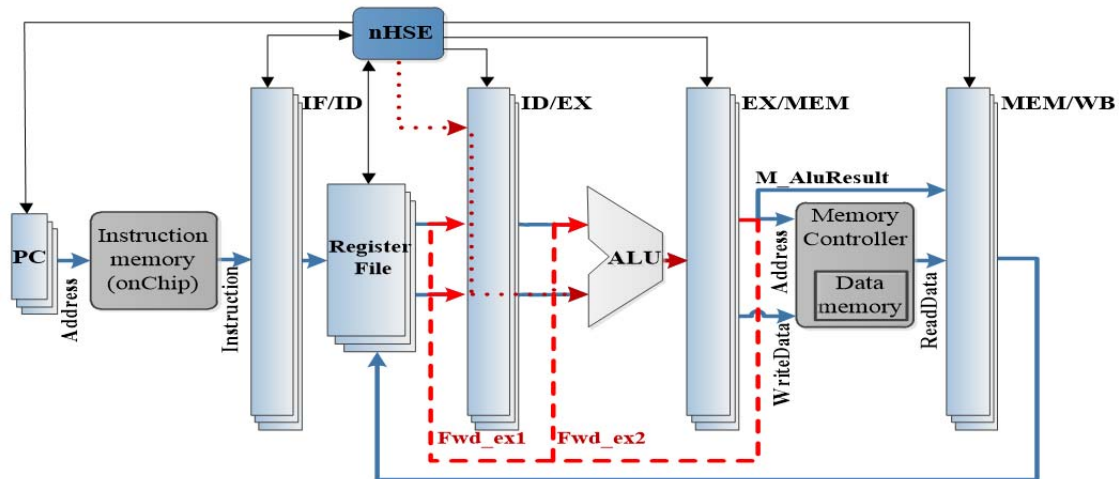 nHSE
IF/ID
ID/EX
EX/MEM
MEM/WB
M_AluResult
PC
Address
Instruction
memory
(onChip)
Instruction
Register
File
ALU
Address
WriteData
Memory
Controller
Data
memory
ReadData
Fwd_ex1
Fwd_ex2